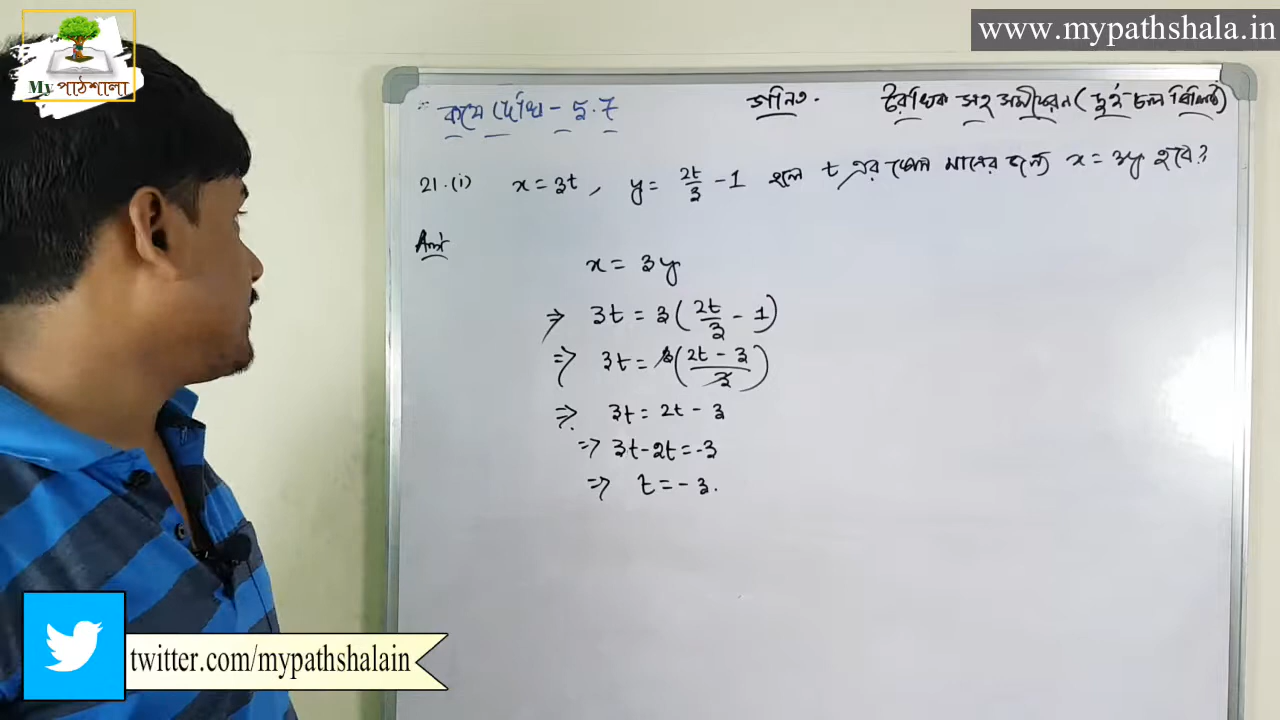 My পাঠশালা
www.mypathshala.in
কষে দেখি - 5.7 গণিত. রৈখিক সহ সমীকরণ (দুই-চল বিশিষ্ট)
21.(i) x = 3t, y = 2t/3 - 1 হলে t এর কোন মানের জন্য x = 3y হবে?
Ans
x = 3y
⇒ 3t = 3(2t/3 - 1)
⇒ 3t = 3((2t - 3)/3)
⇒ 3t = 2t - 3
⇒ 3t - 2t = -3
⇒ t = -3.
twitter.com/mypathshalain